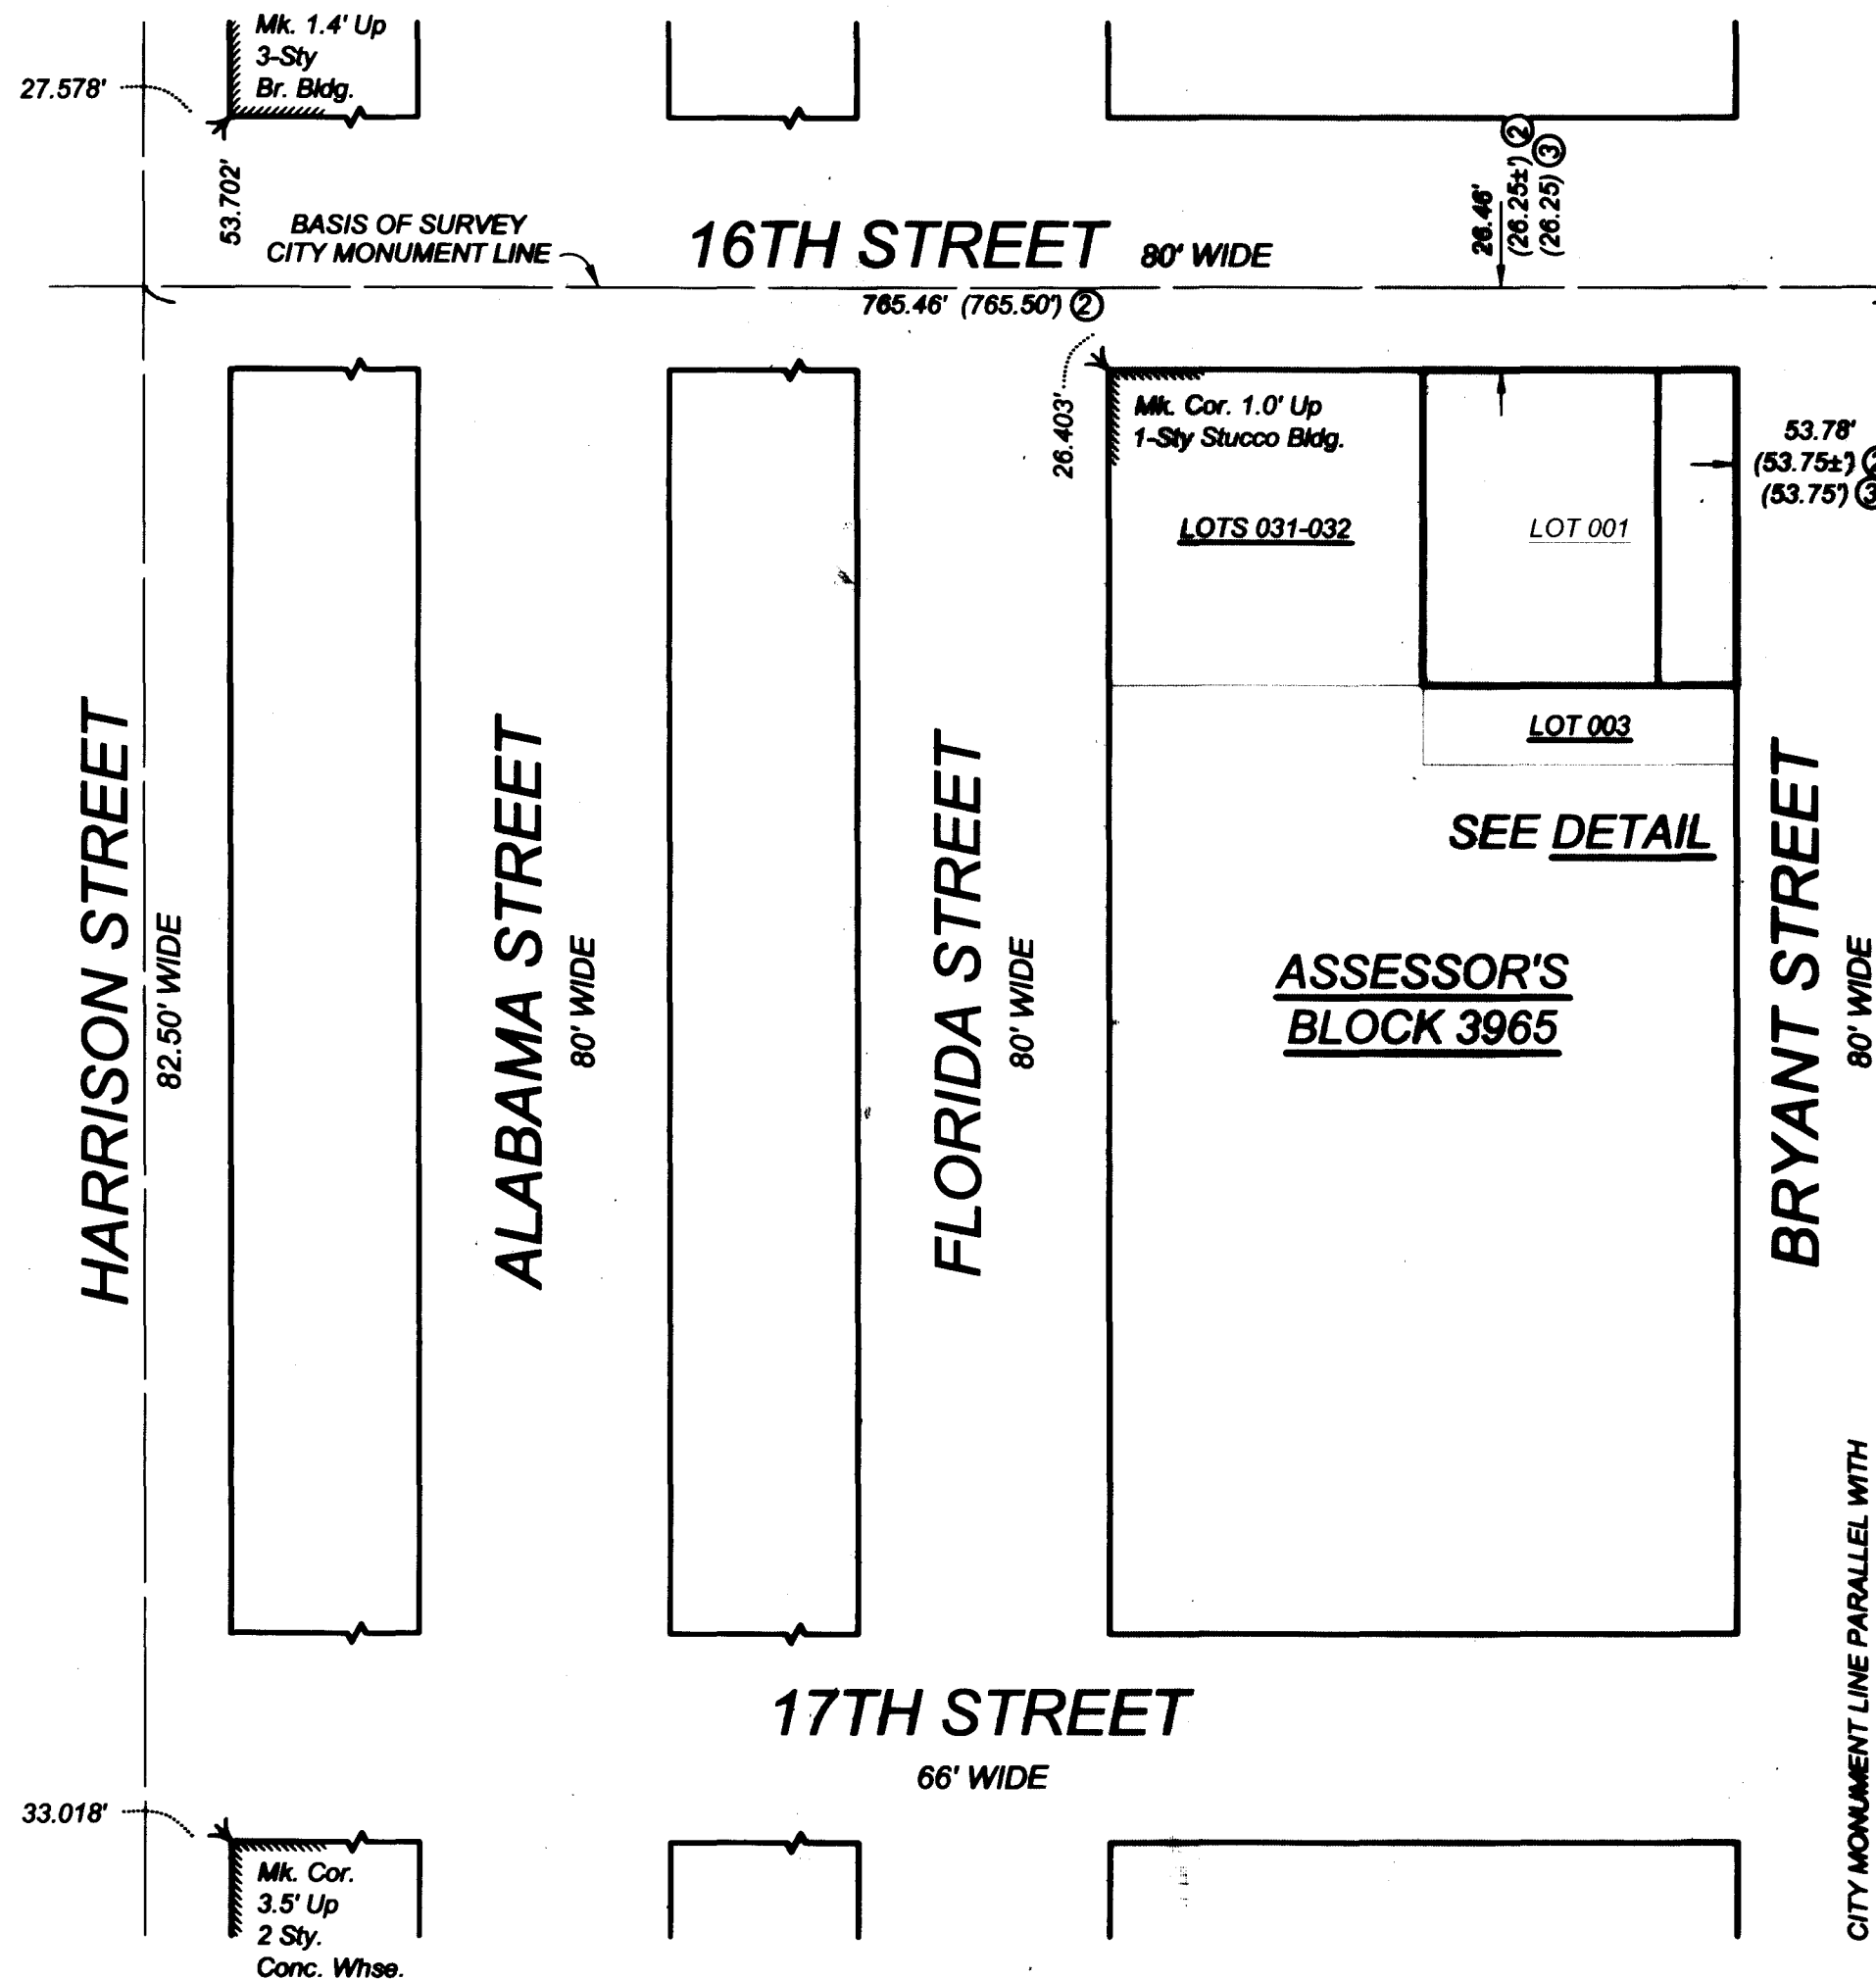 Mk. 1.4' Up
3-Sty
Br. Bldg.
27.578'
53.702'
BASIS OF SURVEY
CITY MONUMENT LINE
16TH STREET 80' WIDE
765.46' (765.50') 2
26.46'
(26.25±') 2
(26.25) 3
26.403'
Mk. Cor. 1.0' Up
1-Sty Stucco Bldg.
53.78'
(53.75±')
(53.75') 3
LOTS 031-032
LOT 001
LOT 003
SEE DETAIL
HARRISON STREET
82.50' WIDE
ALABAMA STREET
80' WIDE
FLORIDA STREET
80' WIDE
ASSESSOR'S
BLOCK 3965
BRYANT STREET
80' WIDE
CITY MONUMENT LINE PARALLEL WITH
17TH STREET
66' WIDE
33.018'
Mk. Cor.
3.5' Up
2 Sty.
Conc. Whse.